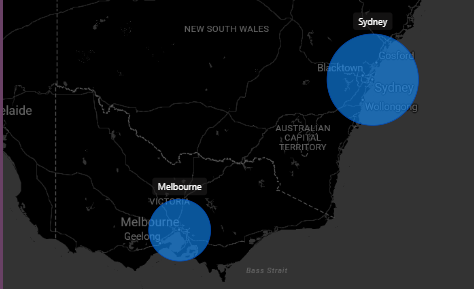 Sydney
NEW SOUTH WALES
Gosford
Blacktown
Sydney
Wollongong
elaide
AUSTRALIAN
CAPITAL
TERRITORY
Melbourne
VICTORIA
Melbourne
Geelong
Bass Strait